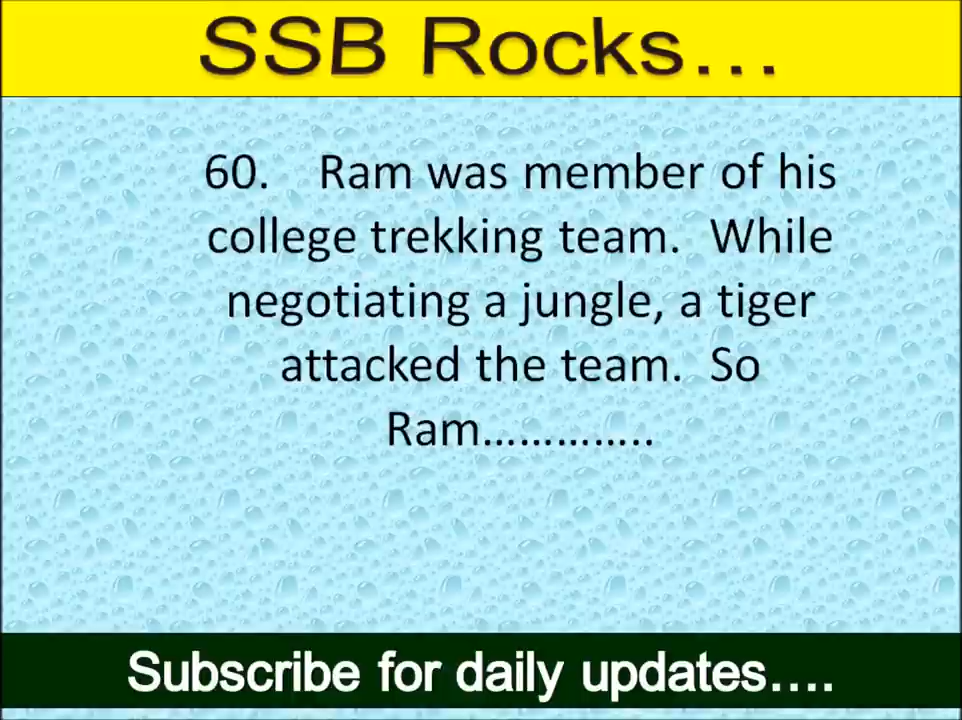 SSB Rocks...
60. Ram was member of his
college trekking team. While
negotiating a jungle, a tiger
attacked the team. So
Ram…………..
Subscribe for daily updates....